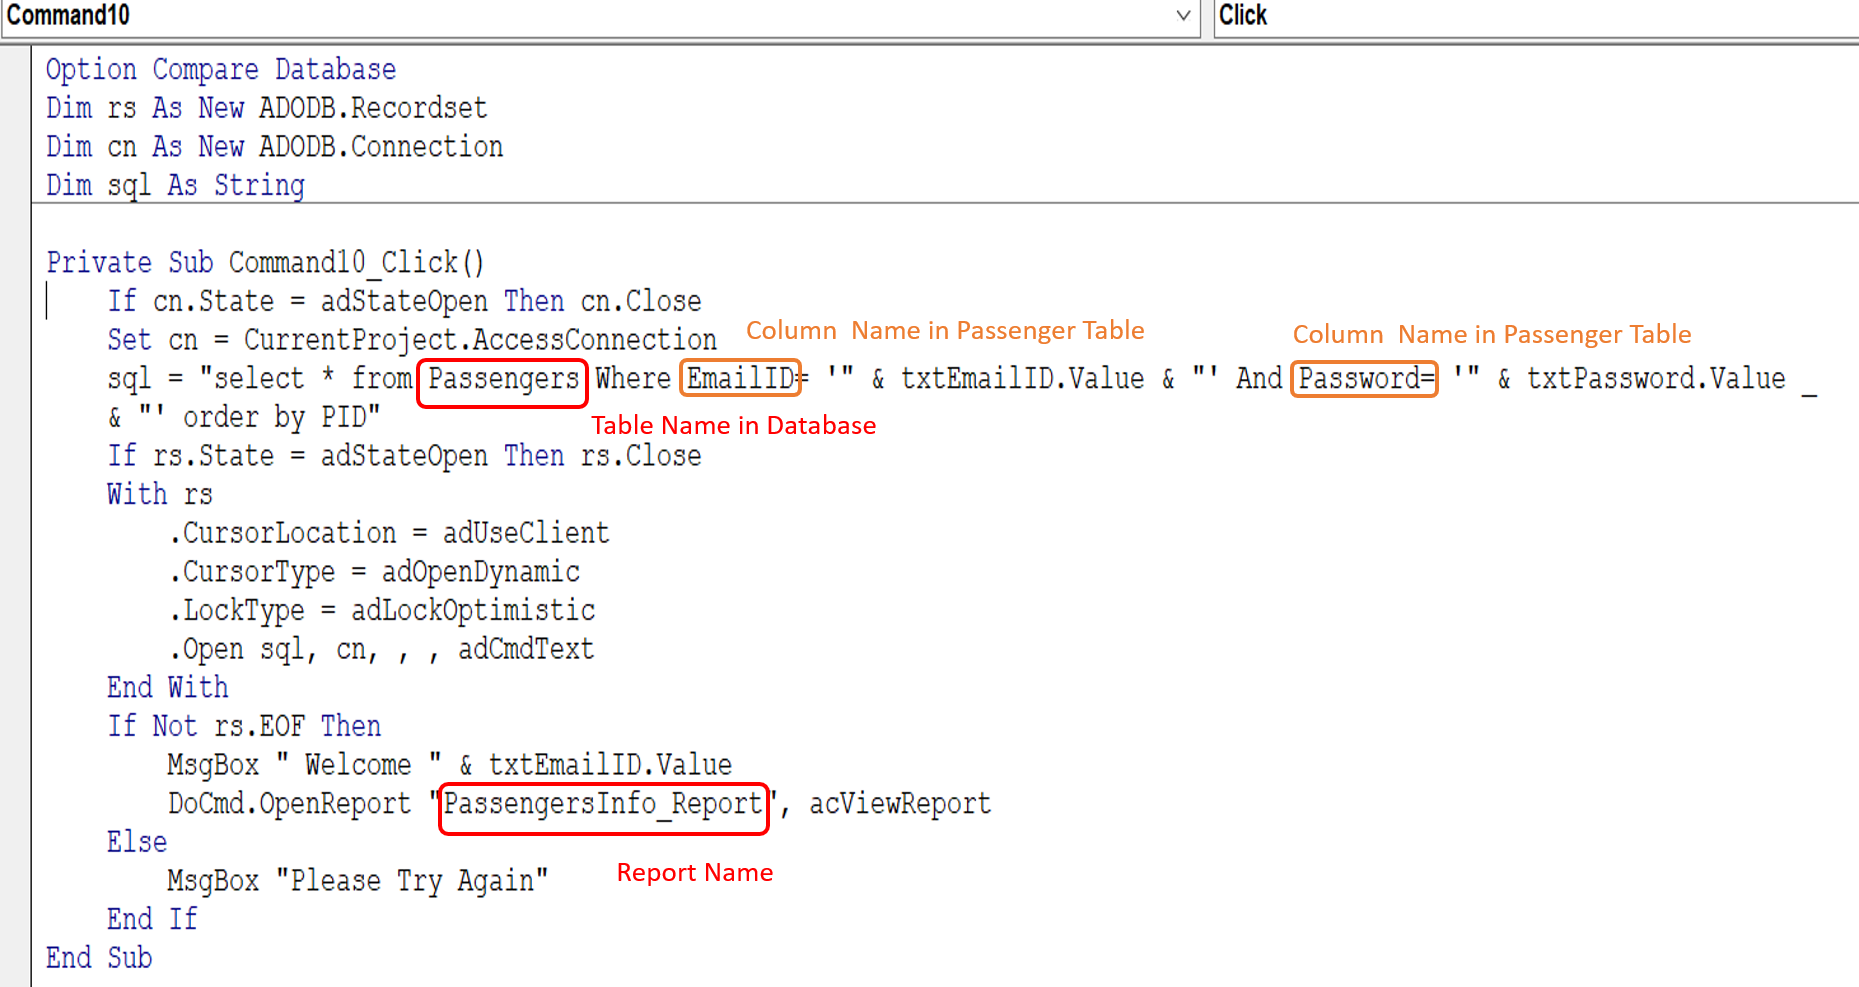 Command10 Click
Option Compare Database
Dim rs As New ADODB.Recordset
Dim cn As New ADODB.Connection
Dim sql As String
Private Sub Command10_Click()
If cn.State = adStateOpen Then cn.Close
Set cn = CurrentProject.AccessConnection
Column Name in Passenger Table
Column Name in Passenger Table
sql = "select * from Passengers Where EmailID= '" & txtEmailID.Value & "' And Password= '" & txtPassword.Value _
& "' order by PID"
Table Name in Database
If rs.State = adStateOpen Then rs.Close
With rs
.CursorLocation = adUseClient
.CursorType = adOpenDynamic
.LockType = adLockOptimistic
.Open sql, cn, , , adCmdText
End With
If Not rs.EOF Then
MsgBox " Welcome " & txtEmailID.Value
DoCmd.OpenReport "PassengersInfo_Report", acViewReport
Else
Report Name
MsgBox "Please Try Again"
End If
End Sub